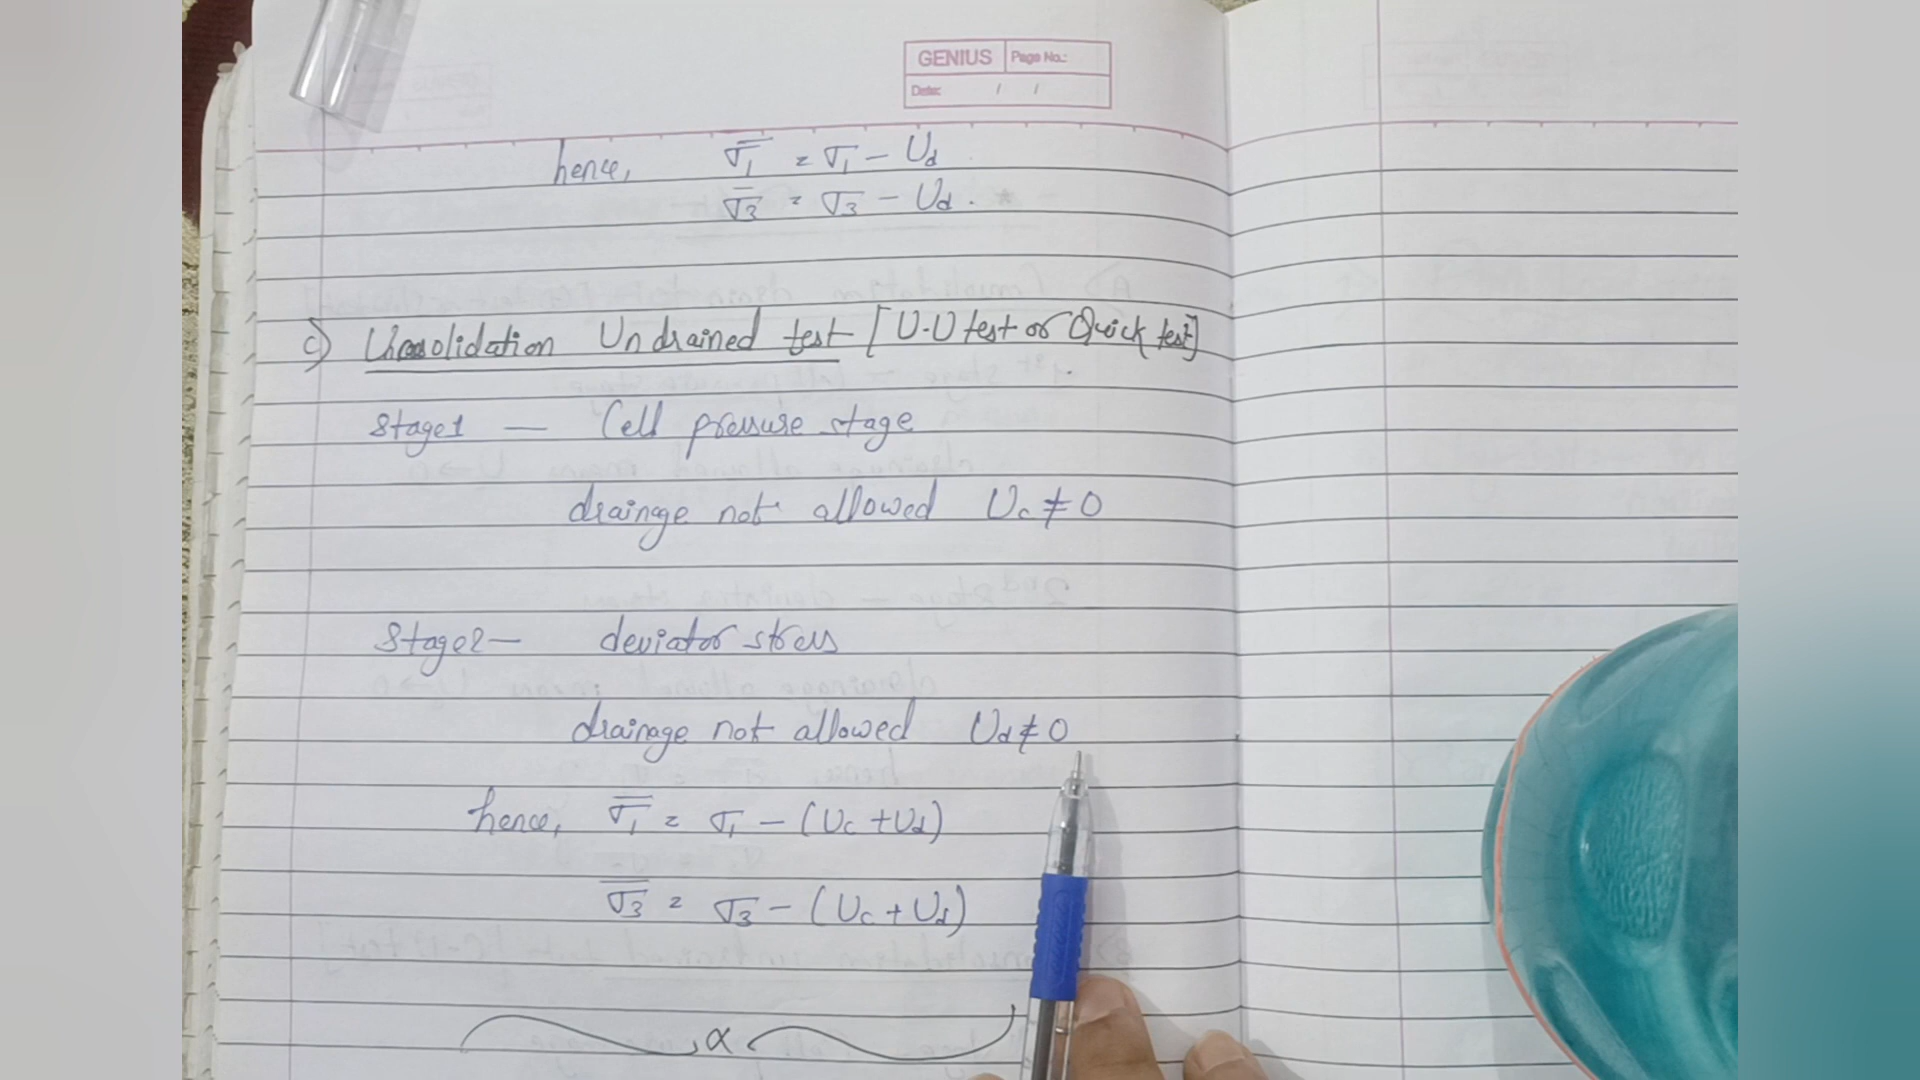 GENIUS Page No.:
Date: / /
hence, σ̄₁ = σ₁ - Ud
σ̄₃ = σ₃ - Ud.
c) Unconsolidation Undrained test [U-U test or Quick test]
Stage1 — Cell pressure stage
drainage not allowed Uc ≠ 0
Stage2 — deviator stress
drainage not allowed Ud ≠ 0
hence, σ̄₁ = σ₁ - (Uc + Ud)
σ̄₃ = σ₃ - (Uc + Ud)